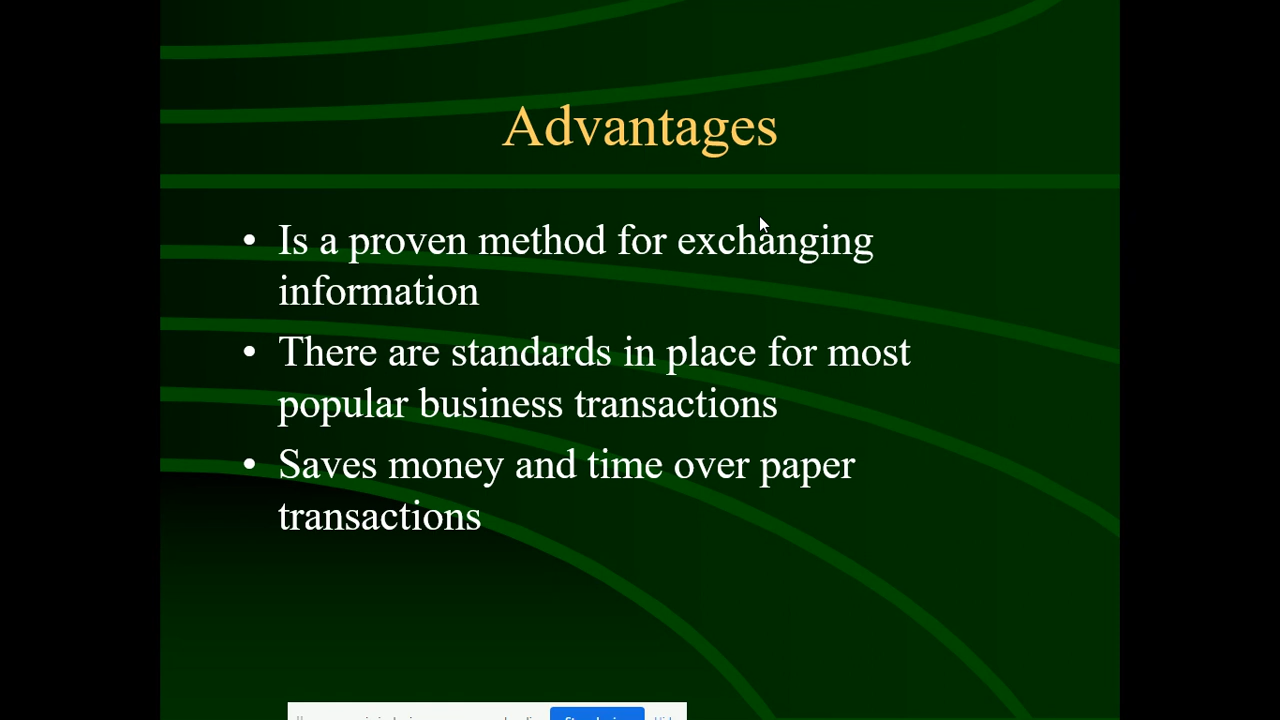 Advantages
• Is a proven method for exchanging
information
• There are standards in place for most
popular business transactions
• Saves money and time over paper
transactions